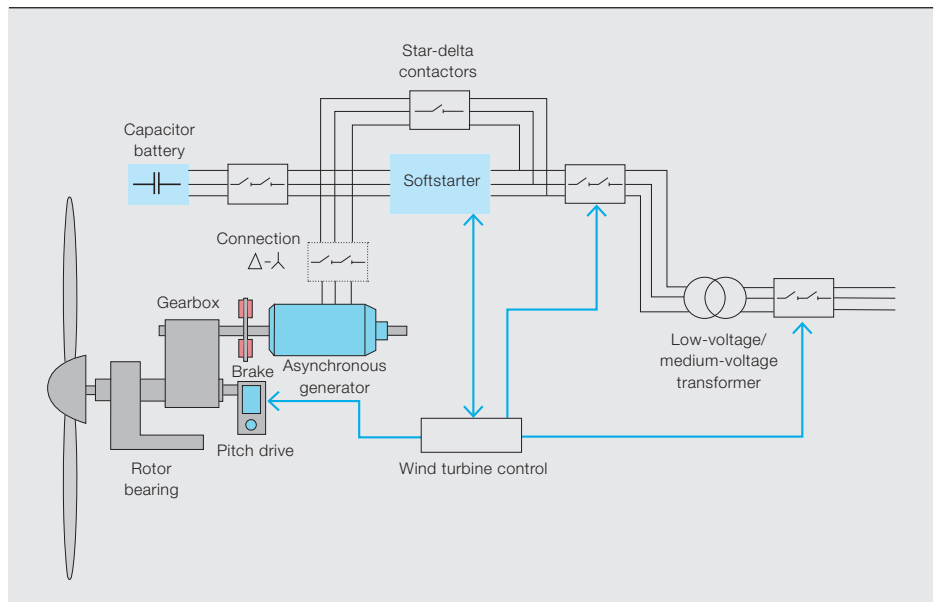 Star-delta
contactors
Capacitor
battery
Softstarter
Connection
Δ-⅄
Gearbox
Brake
Asynchronous
generator
Low-voltage/
medium-voltage
transformer
Pitch drive
Rotor
bearing
Wind turbine control